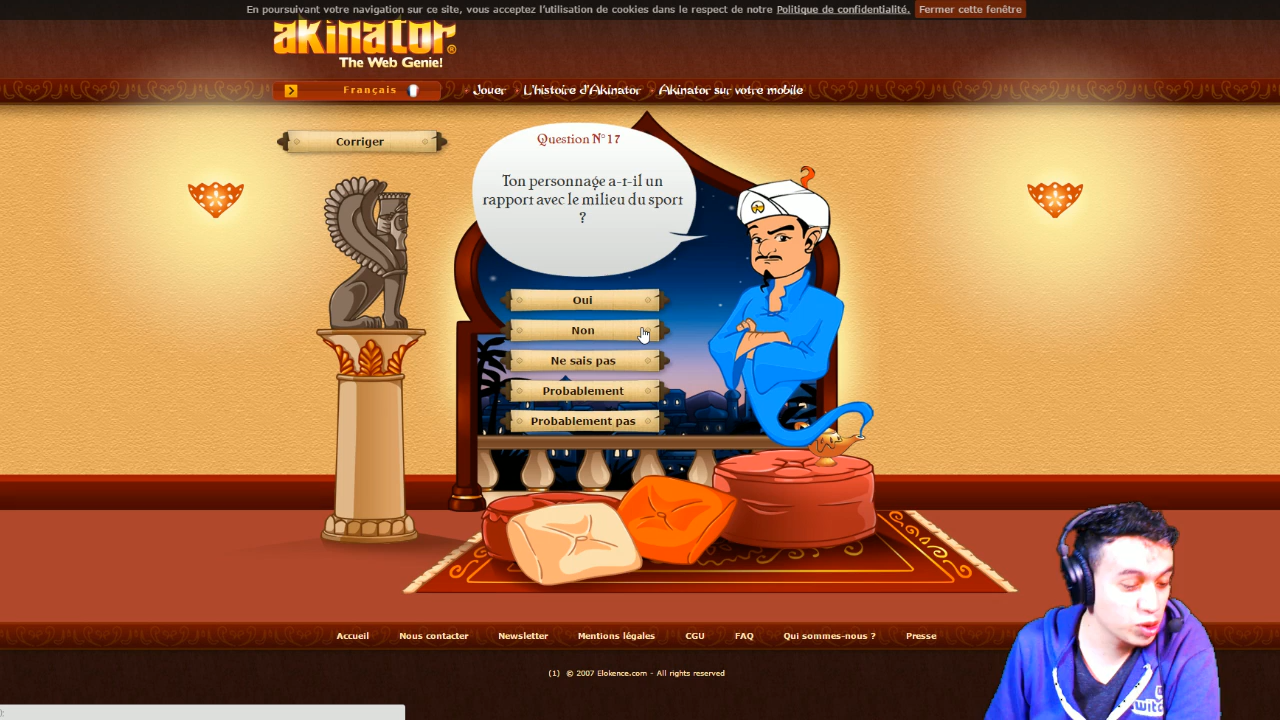 En poursuivant votre navigation sur ce site, vous acceptez l'utilisation de cookies dans le respect de notre Politique de confidentialité. Fermer cette fenêtre
akinator®
The Web Genie!
Français
Jouer
L'histoire d'Akinator
Akinator sur votre mobile
Corriger
Question N°17
Ton personnage a-t-il un
rapport avec le milieu du sport
?
Oui
Non
Ne sais pas
Probablement
Probablement pas
Accueil
Nous contacter
Newsletter
Mentions légales
CGU
FAQ
Qui sommes-nous ?
Presse
(1) © 2007 Elokence.com - All rights reserved